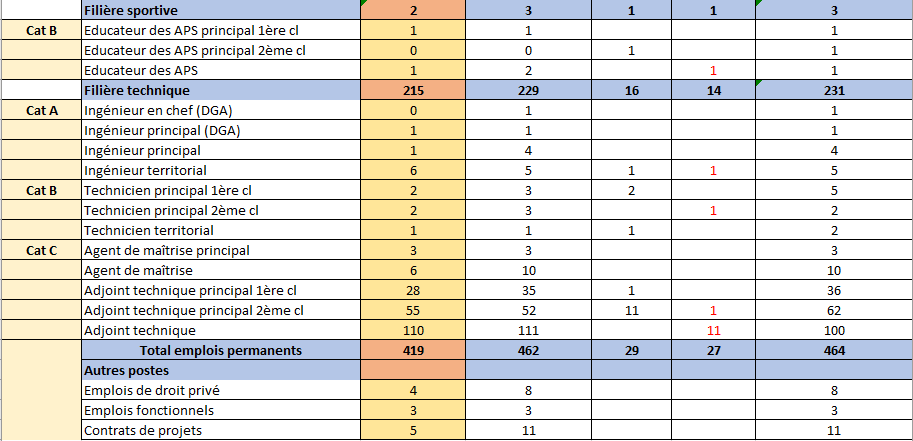 Filière sportive 2 3 1 1 3
Cat B Educateur des APS principal 1ère cl 1 1 1
Educateur des APS principal 2ème cl 0 0 1 1
Educateur des APS 1 2 1 1
Filière technique 215 229 16 14 231
Cat A Ingénieur en chef (DGA) 0 1 1
Ingénieur principal (DGA) 1 1 1
Ingénieur principal 1 4 4
Ingénieur territorial 6 5 1 1 5
Cat B Technicien principal 1ère cl 2 3 2 5
Technicien principal 2ème cl 2 3 1 2
Technicien territorial 1 1 1 2
Cat C Agent de maîtrise principal 3 3 3
Agent de maîtrise 6 10 10
Adjoint technique principal 1ère cl 28 35 1 36
Adjoint technique principal 2ème cl 55 52 11 1 62
Adjoint technique 110 111 11 100
Total emplois permanents 419 462 29 27 464
Autres postes
Emplois de droit privé 4 8 8
Emplois fonctionnels 3 3 3
Contrats de projets 5 11 11